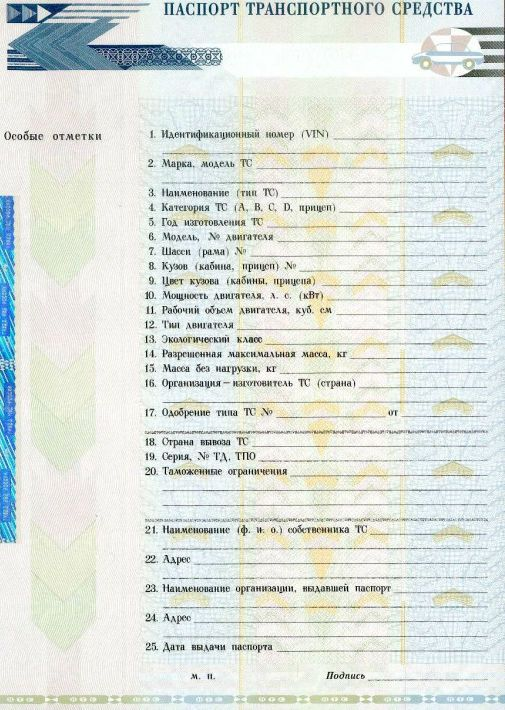 ПАСПОРТ ТРАНСПОРТНОГО СРЕДСТВА
Особые отметки
1. Идентификационный номер (VIN)
2. Марка, модель ТС
3. Наименование (тип ТС)
4. Категория ТС (A, B, C, D, прицеп)
5. Год изготовления ТС
6. Модель, № двигателя
7. Шасси (рама) №
8. Кузов (кабина, прицеп) №
9. Цвет кузова (кабины, прицепа)
10. Мощность двигателя, л. с. (кВт)
11. Рабочий объем двигателя, куб. см
12. Тип двигателя
13. Экологический класс
14. Разрешенная максимальная масса, кг
15. Масса без нагрузки, кг
16. Организация – изготовитель ТС (страна)
17. Одобрение типа ТС № от
18. Страна вывоза ТС
19. Серия, № ТД, ТПО
20. Таможенные ограничения
21. Наименование (ф. и. о.) собственника ТС
22. Адрес
23. Наименование организации, выдавшей паспорт
24. Адрес
25. Дата выдачи паспорта
м. п. Подпись